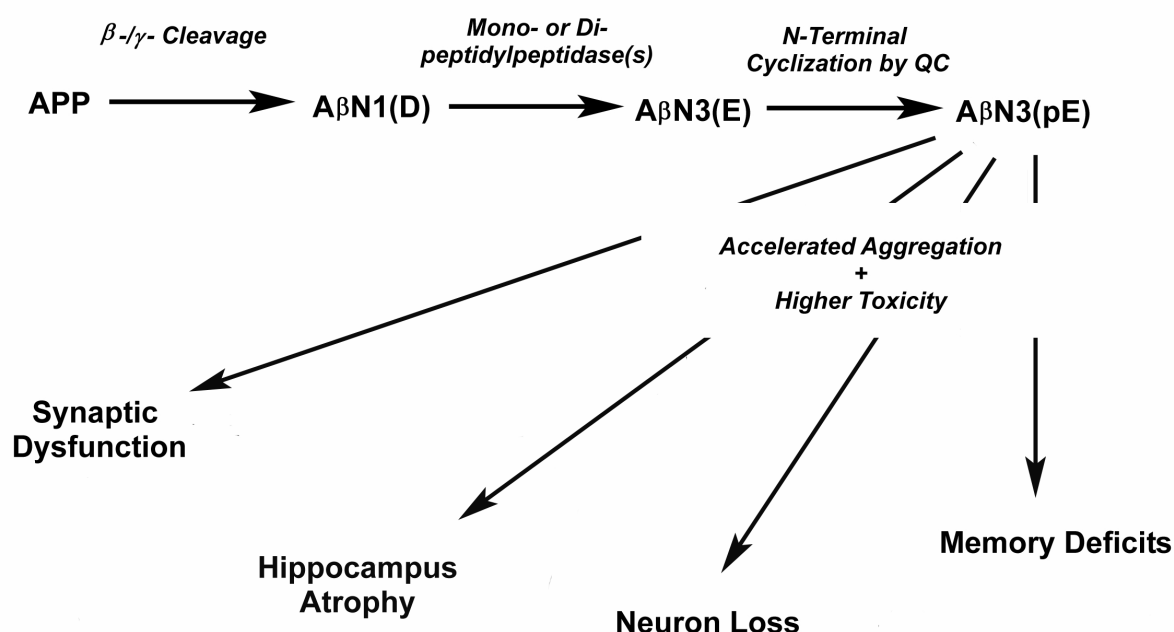 β-/γ- Cleavage
Mono- or Di-
peptidylpeptidase(s)
N-Terminal
Cyclization by QC
APP
AβN1(D)
AβN3(E)
AβN3(pE)
Accelerated Aggregation
+
Higher Toxicity
Synaptic
Dysfunction
Hippocampus
Atrophy
Neuron Loss
Memory Deficits